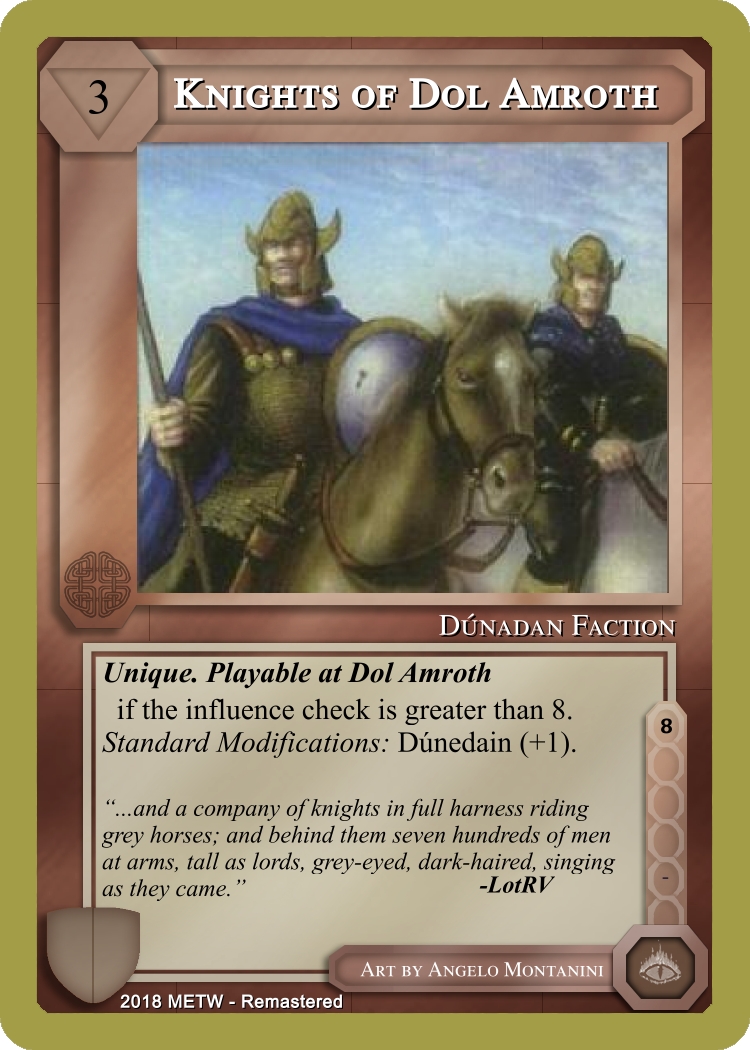 3
KNIGHTS OF DOL AMROTH
DÚNADAN FACTION
Unique. Playable at Dol Amroth
if the influence check is greater than 8.
Standard Modifications: Dúnedain (+1).
8
“...and a company of knights in full harness riding
grey horses; and behind them seven hundreds of men
at arms, tall as lords, grey-eyed, dark-haired, singing
as they came.” -LotRV
-
ART BY ANGELO MONTANINI
2018 METW - Remastered